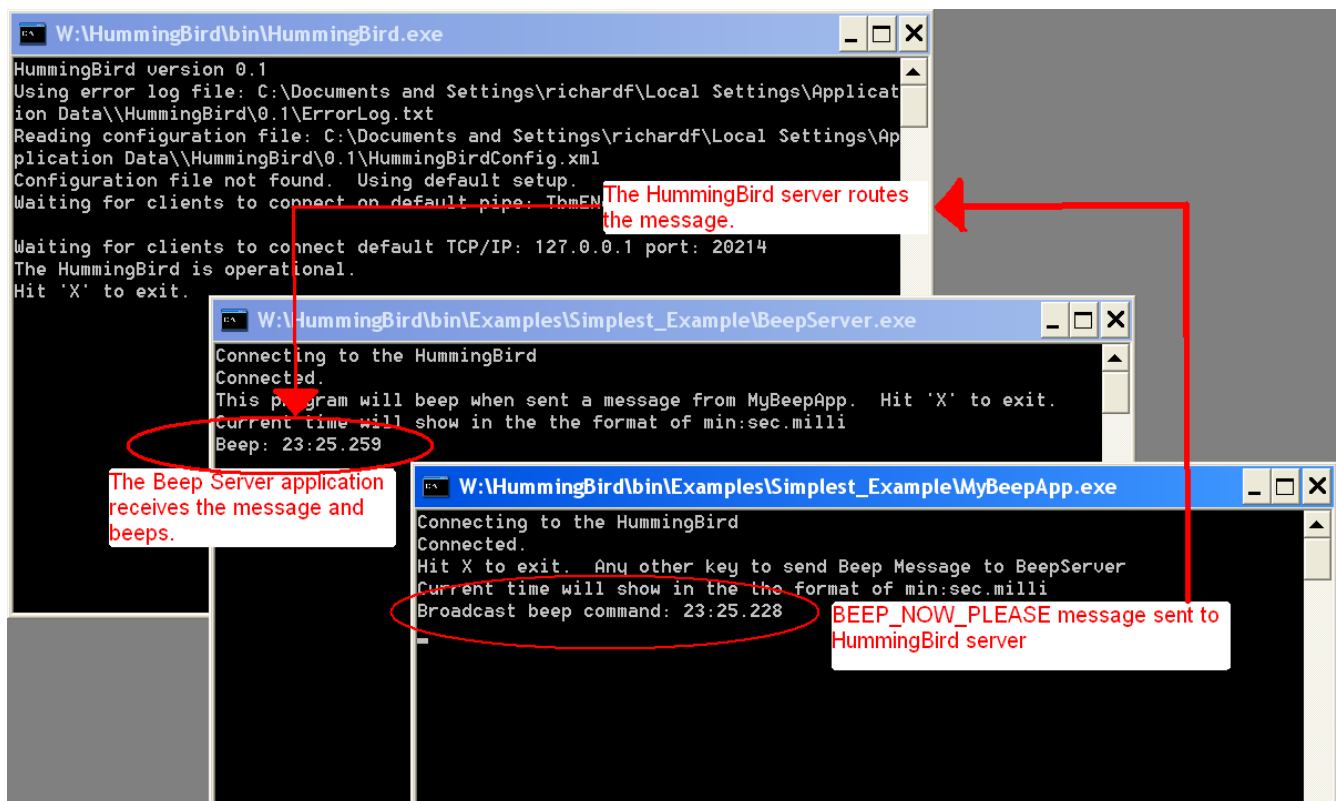 W:\HummingBird\bin\HummingBird.exe
HummingBird version 0.1
Using error log file: C:\Documents and Settings\richardf\Local Settings\Applicat
ion Data\\HummingBird\0.1\ErrorLog.txt
Reading configuration file: C:\Documents and Settings\richardf\Local Settings\Ap
plication Data\\HummingBird\0.1\HummingBirdConfig.xml
Configuration file not found.  Using default setup.
Waiting for clients to connect on default pipe:
The HummingBird server routes
the message.
Waiting for clients to connect default TCP/IP: 127.0.0.1 port: 20214
The HummingBird is operational.
Hit 'X' to exit.
W:\HummingBird\bin\Examples\Simplest_Example\BeepServer.exe
Connecting to the HummingBird
Connected.
This program will beep when sent a message from MyBeepApp.  Hit 'X' to exit.
Current time will show in the the format of min:sec.milli
Beep: 23:25.259
The Beep Server application
receives the message and
beeps.
W:\HummingBird\bin\Examples\Simplest_Example\MyBeepApp.exe
Connecting to the HummingBird
Connected.
Hit X to exit.  Any other key to send Beep Message to BeepServer
Current time will show in the the format of min:sec.milli
Broadcast beep command: 23:25.228
BEEP_NOW_PLEASE message sent to
HummingBird server